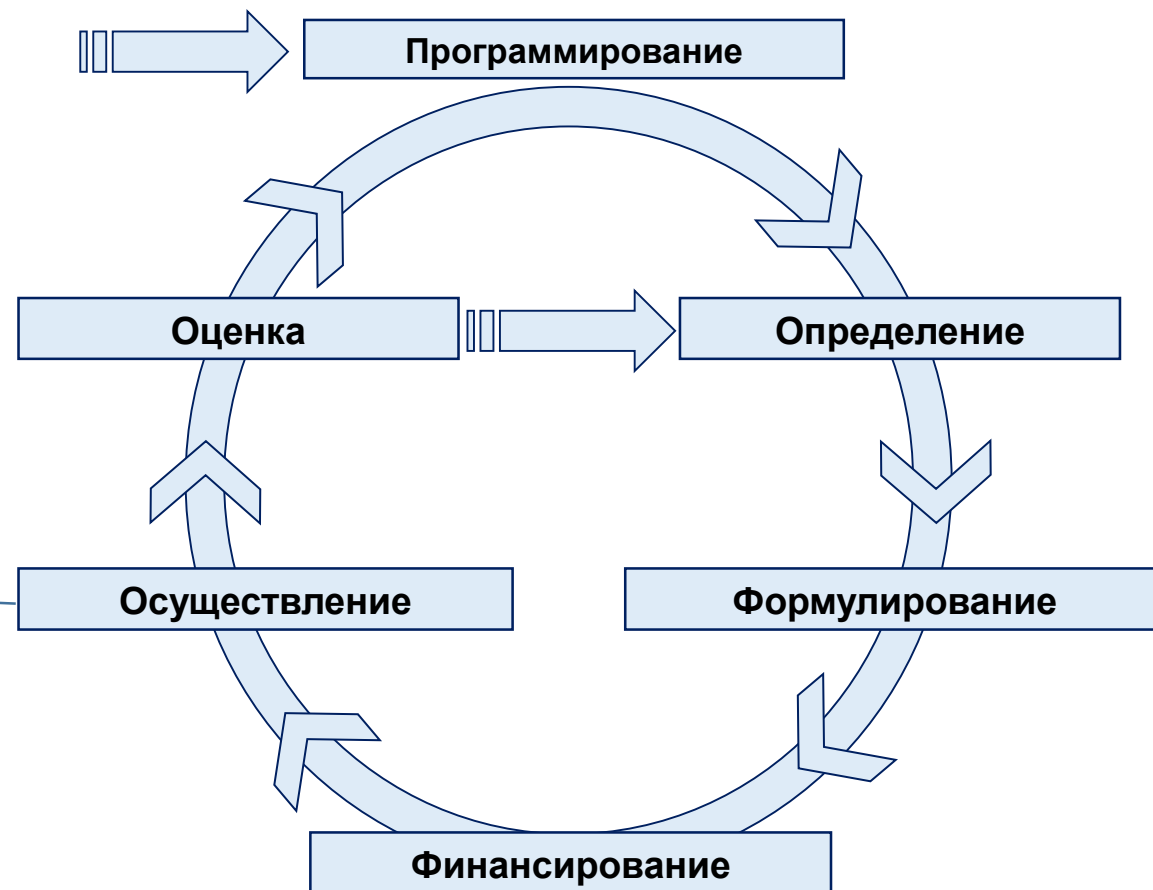 Программирование
Оценка
Определение
Осуществление
Формулирование
Финансирование